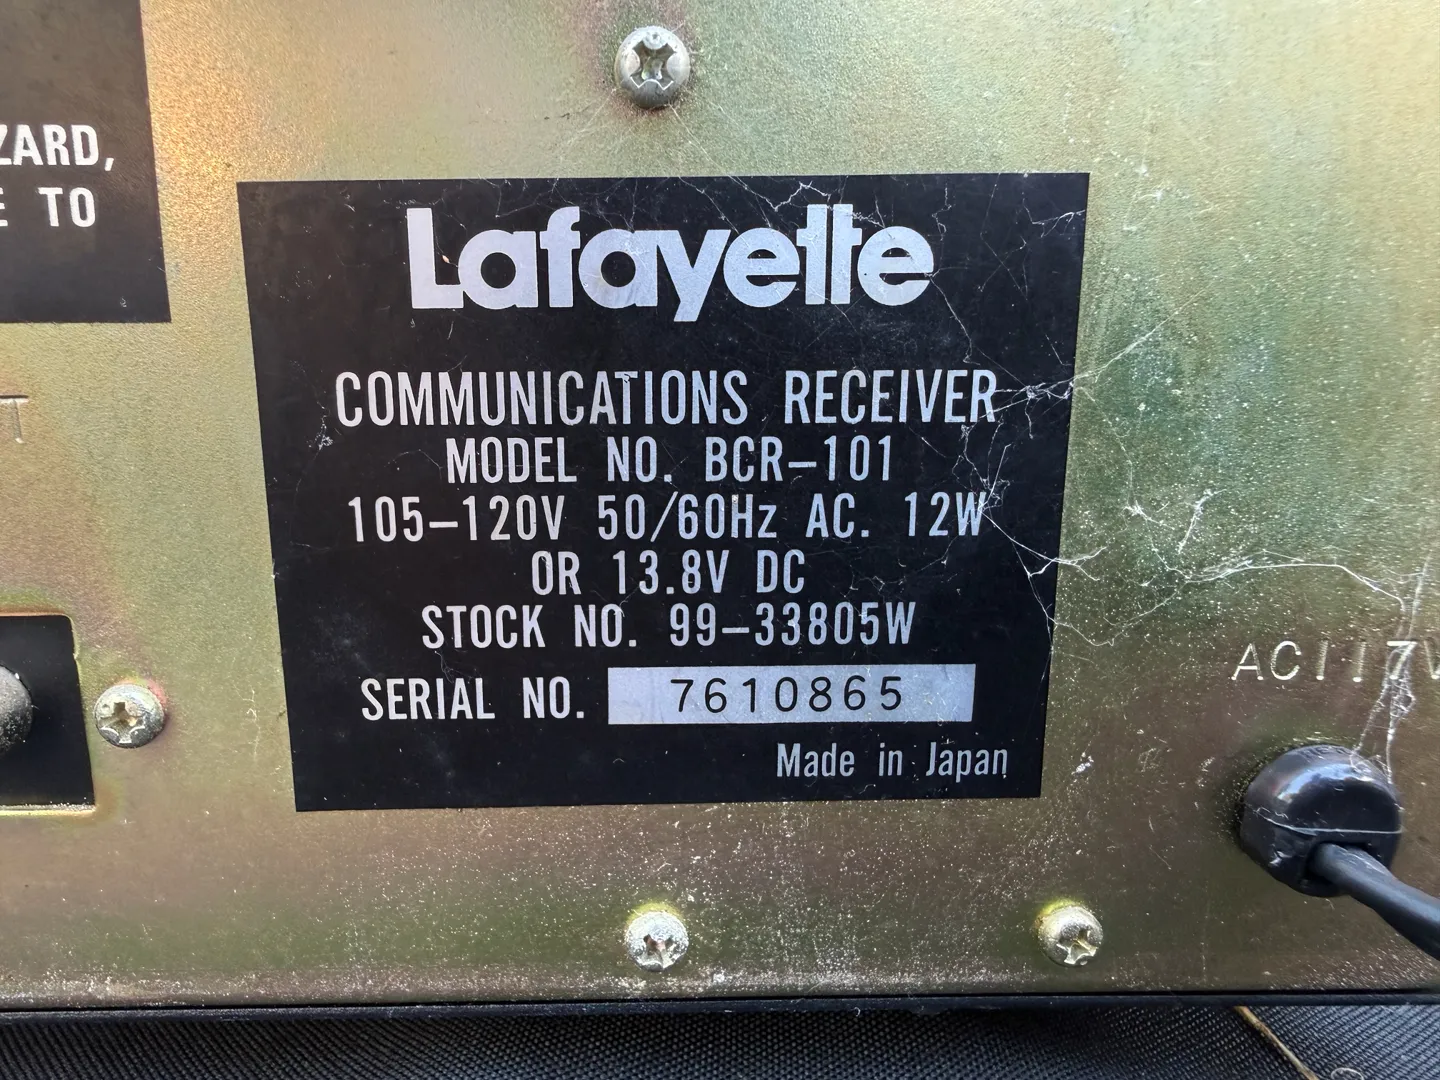 ZARD,
E TO
Lafayette
COMMUNICATIONS RECEIVER
MODEL NO. BCR-101
105-120V 50/60Hz AC. 12W
OR 13.8V DC
STOCK NO. 99-33805W
SERIAL NO. 7610865
Made in Japan
T
AC117V